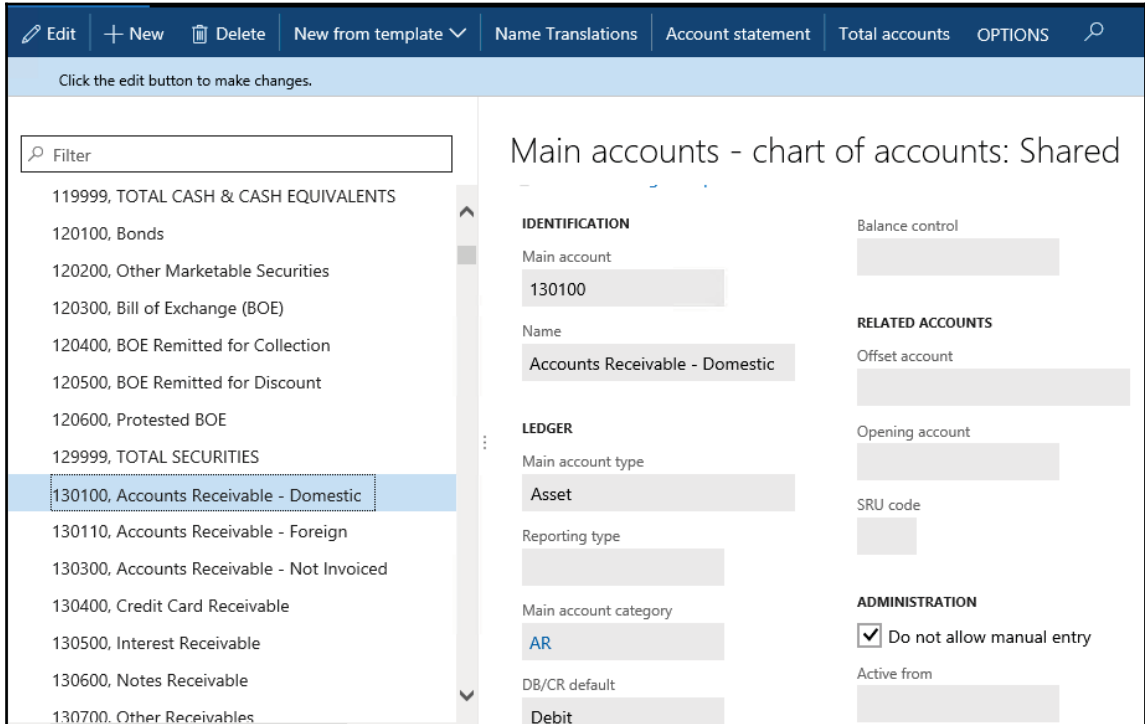 Edit New Delete New from template Name Translations Account statement Total accounts OPTIONS
Click the edit button to make changes.
Filter
119999, TOTAL CASH & CASH EQUIVALENTS
120100, Bonds
120200, Other Marketable Securities
120300, Bill of Exchange (BOE)
120400, BOE Remitted for Collection
120500, BOE Remitted for Discount
120600, Protested BOE
129999, TOTAL SECURITIES
130100, Accounts Receivable - Domestic
130110, Accounts Receivable - Foreign
130300, Accounts Receivable - Not Invoiced
130400, Credit Card Receivable
130500, Interest Receivable
130600, Notes Receivable
130700, Other Receivables
Main accounts - chart of accounts: Shared
IDENTIFICATION
Main account
130100
Name
Accounts Receivable - Domestic
LEDGER
Main account type
Asset
Reporting type
Main account category
AR
DB/CR default
Debit
Balance control
RELATED ACCOUNTS
Offset account
Opening account
SRU code
ADMINISTRATION
Do not allow manual entry
Active from